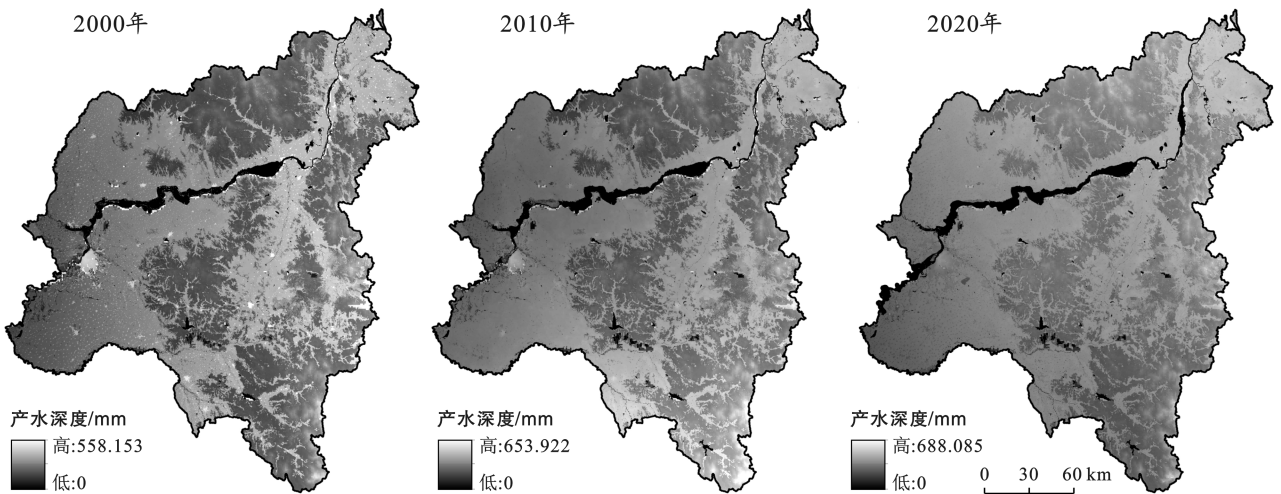 2000年
2010年
2020年
产水深度/mm
高:558.153
低:0
产水深度/mm
高:653.922
低:0
产水深度/mm
高:688.085
低:0
0 30 60 km